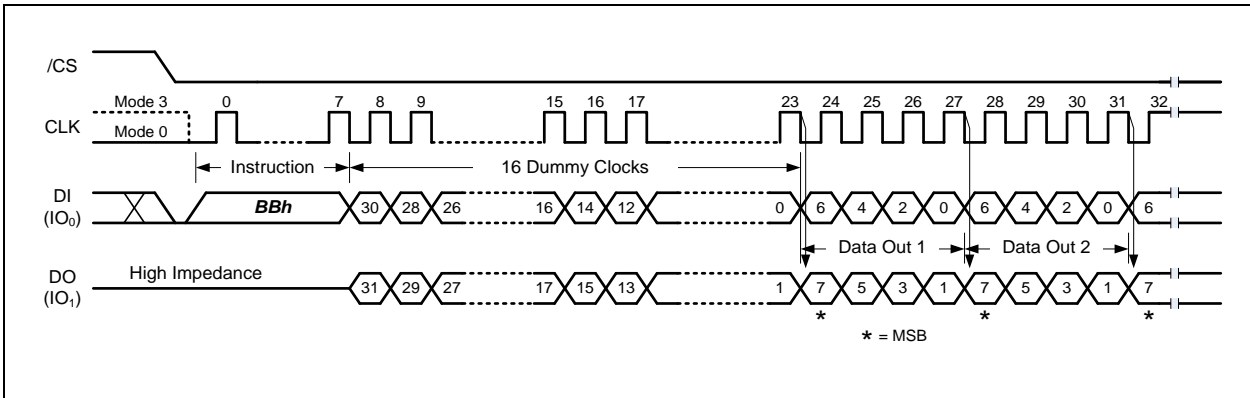 /CS
Mode 3 0 7 8 9 15 16 17 23 24 25 26 27 28 29 30 31 32
CLK
Mode 0
Instruction 16 Dummy Clocks
DI
(IO0)
BBh 30 28 26 16 14 12 0 6 4 2 0 6 4 2 0 6
Data Out 1 Data Out 2
High Impedance
DO
(IO1)
31 29 27 17 15 13 1 7 5 3 1 7 5 3 1 7
* * *
* = MSB